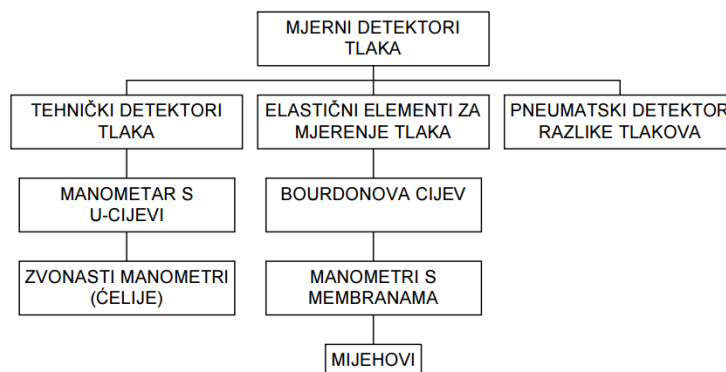 MJERNI DETEKTORI
TLAKA
TEHNIČKI DETEKTORI
TLAKA
ELASTIČNI ELEMENTI ZA
MJERENJE TLAKA
PNEUMATSKI DETEKTOR
RAZLIKE TLAKOVA
MANOMETAR S
U-CIJEVI
BOURDONOVA CIJEV
ZVONASTI MANOMETRI
(ĆELIJE)
MANOMETRI S
MEMBRANAMA
MIJEHOVI